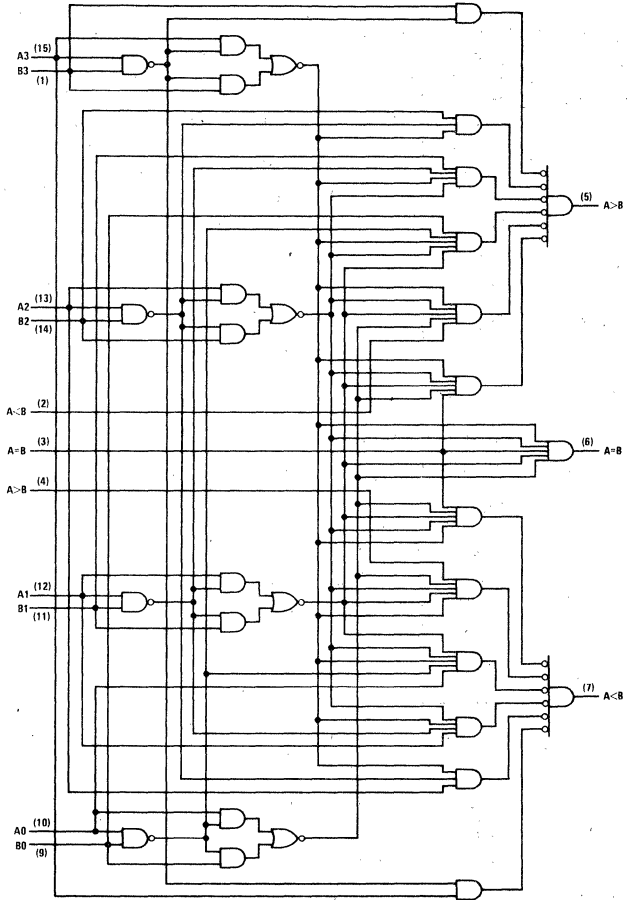 A3 (15)
B3
(1)
(5)
A>B
A2 (13)
B2
(14)
A<B (2)
A=B (3)
(6)
A=B
A>B (4)
A1 (12)
B1
(11)
(7)
A<B
A0 (10)
B0
(9)